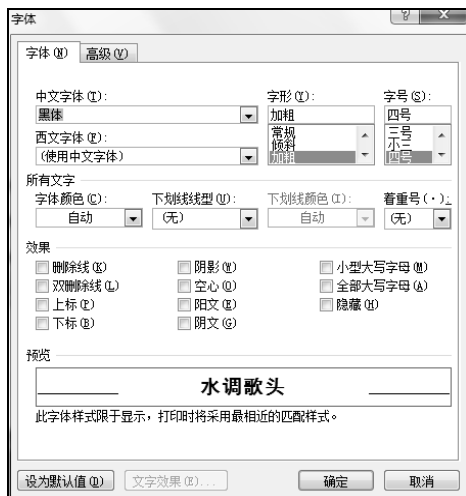 字体
字体(N) 高级(V)
中文字体(T): 字形(Y): 字号(S):
黑体 加粗 四号
常规 三号
西文字体(F): 倾斜 小三
(使用中文字体) 加粗 四号
所有文字
字体颜色(C): 下划线线型(U): 下划线颜色(I): 着重号(·):
自动 (无) 自动 (无)
效果
删除线(K) 阴影(W) 小型大写字母(M)
双删除线(L) 空心(O) 全部大写字母(A)
上标(P) 阳文(E) 隐藏(H)
下标(B) 阴文(G)
预览
水调歌头
此字体样式限于显示，打印时将采用最相近的匹配样式。
设为默认值(D) 文字效果(E)... 确定 取消